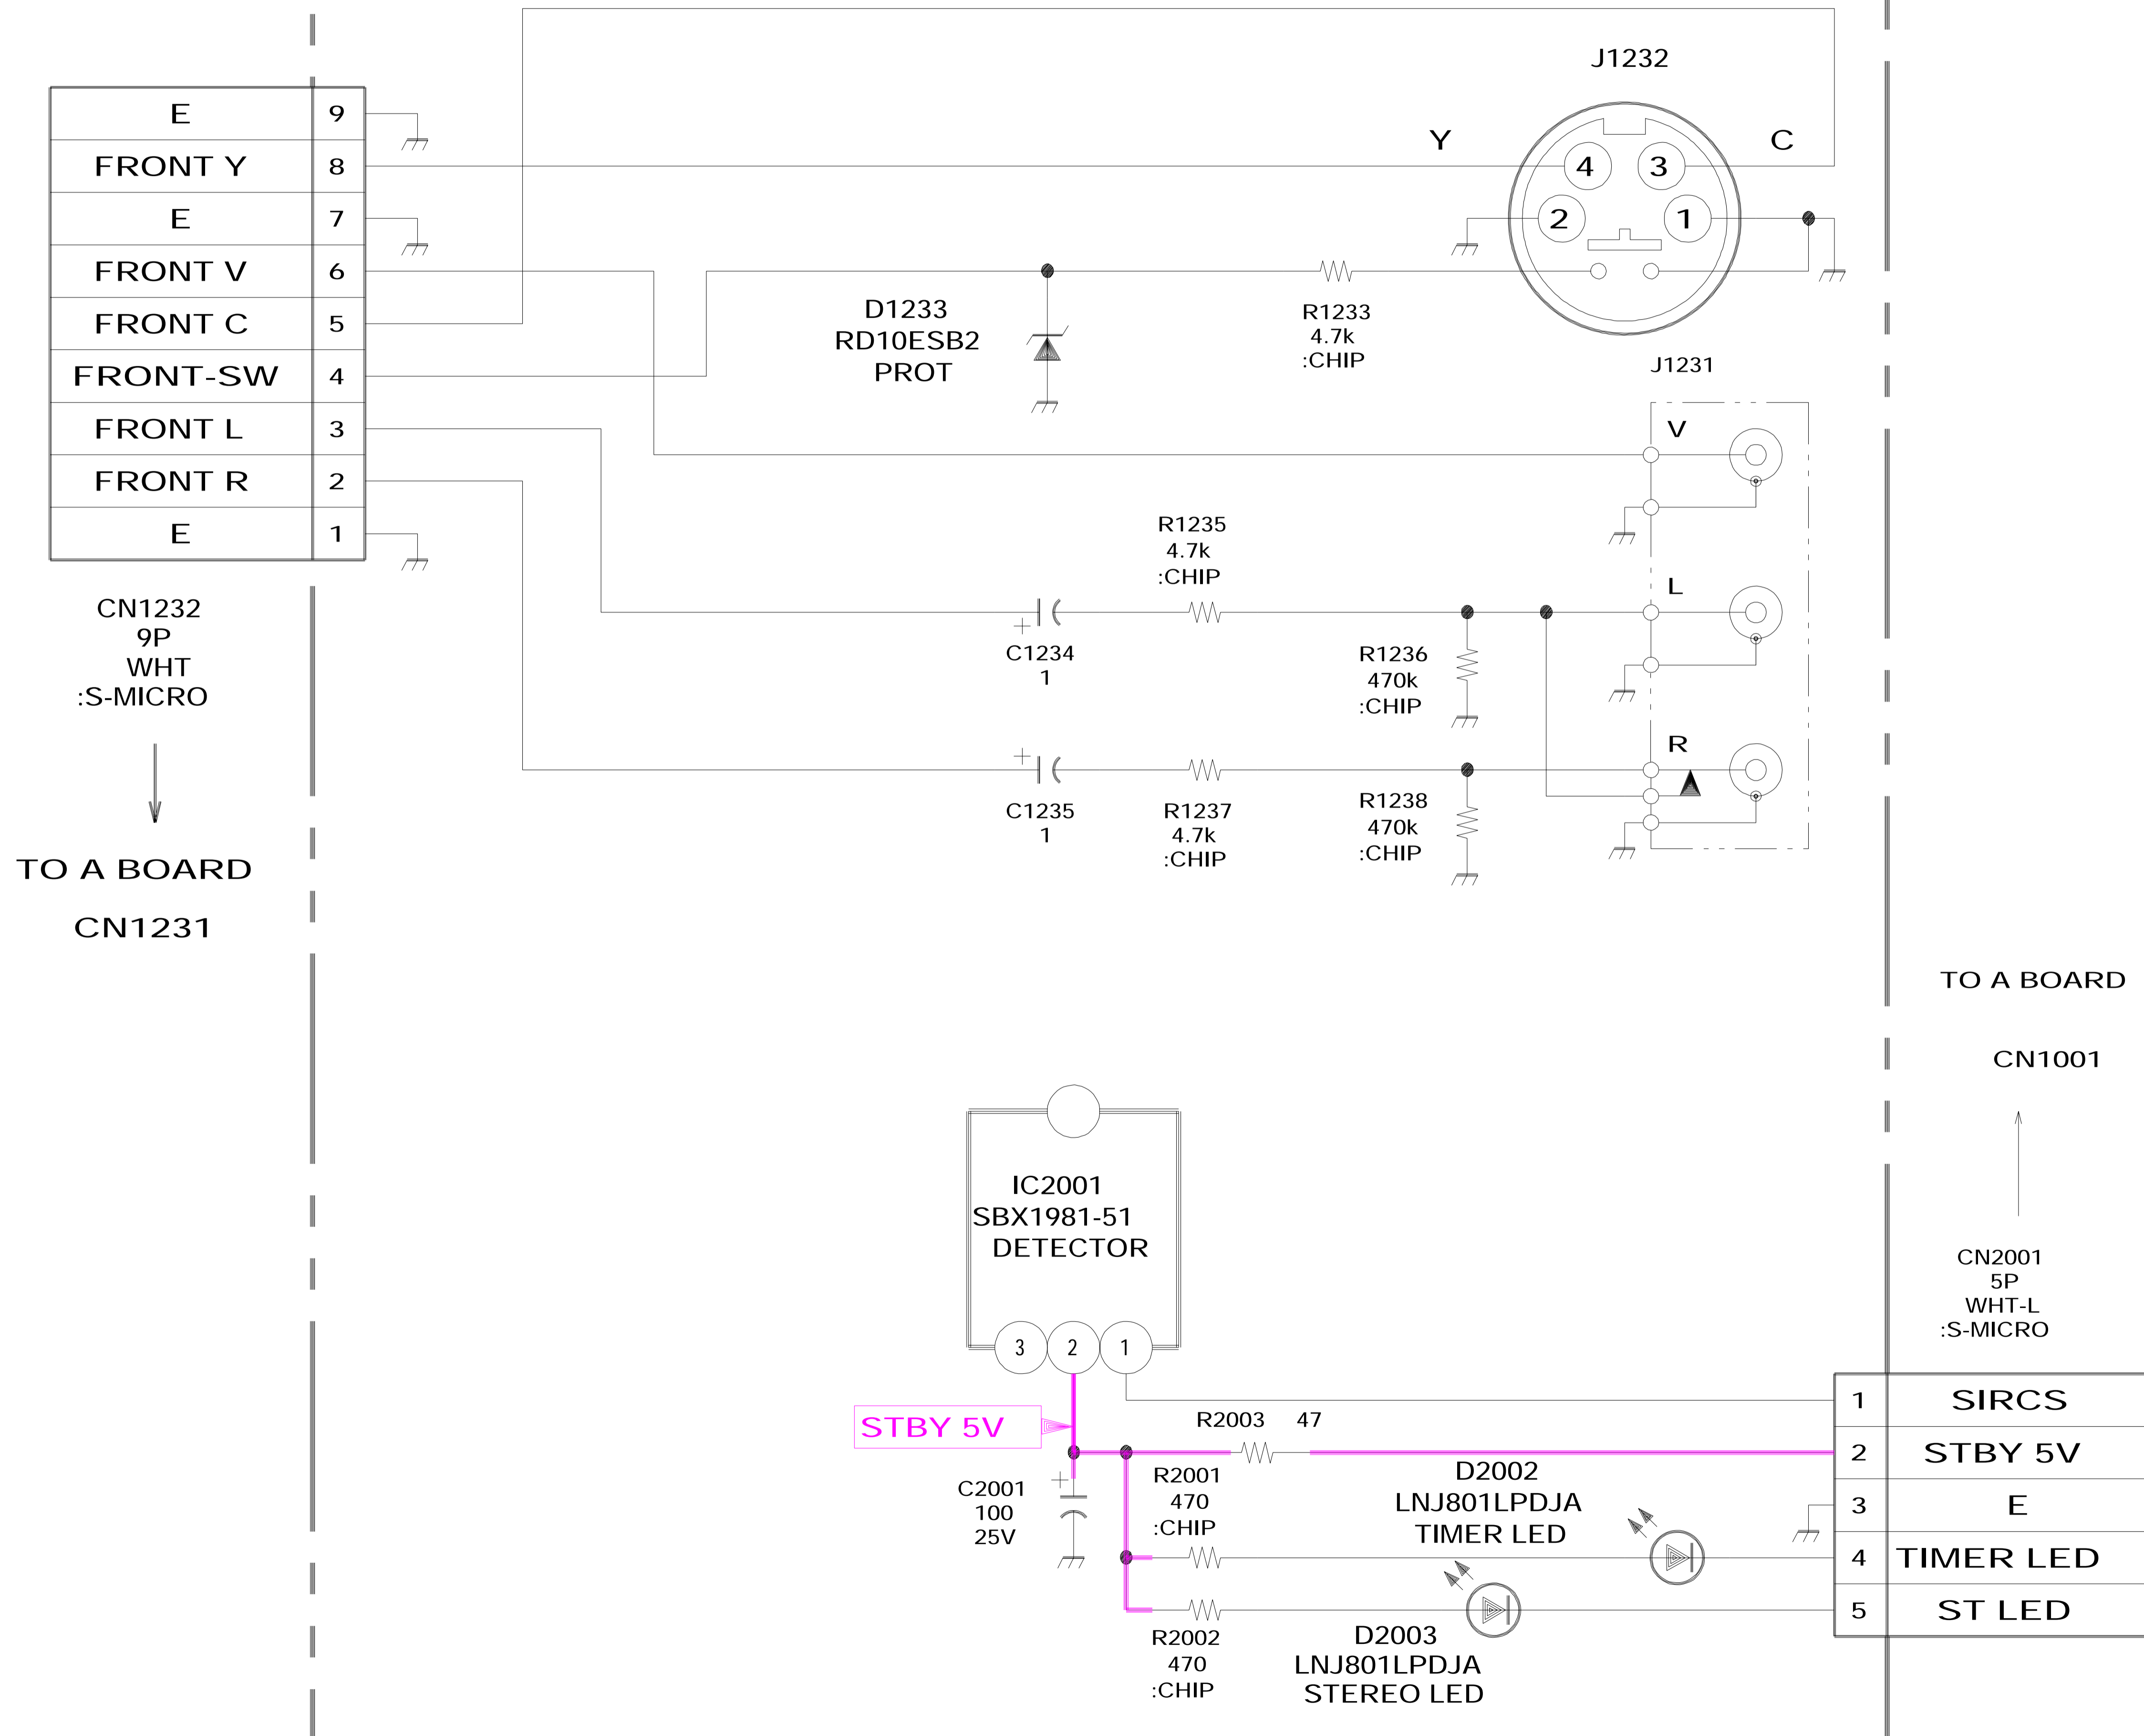 J1232
E 9
FRONT Y 8
E 7
FRONT V 6
FRONT C 5
FRONT-SW 4
FRONT L 3
FRONT R 2
E 1
CN1232
9P
WHT
:S-MICRO
TO A BOARD
CN1231
Y
C
4 3
2 1
D1233
RD10ESB2
PROT
R1233
4.7k
:CHIP
J1231
V
L
R
R1235
4.7k
:CHIP
+
C1234
1
R1236
470k
:CHIP
+
C1235
1
R1237
4.7k
:CHIP
R1238
470k
:CHIP
TO A BOARD
CN1001
CN2001
5P
WHT-L
:S-MICRO
IC2001
SBX1981-51
DETECTOR
3 2 1
STBY 5V
R2003 47
+
C2001
100
25V
R2001
470
:CHIP
D2002
LNJ801LPDJA
TIMER LED
R2002
470
:CHIP
D2003
LNJ801LPDJA
STEREO LED
1 SIRCS
2 STBY 5V
3 E
4 TIMER LED
5 ST LED